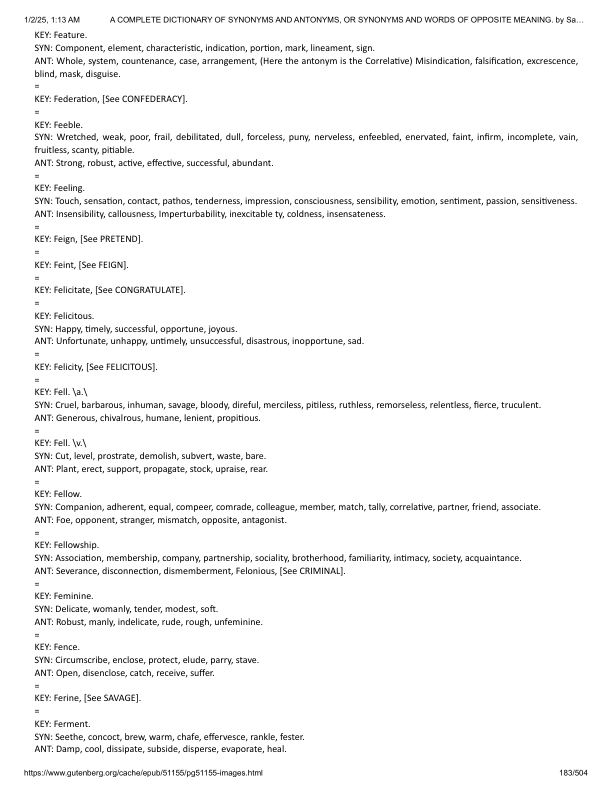 1/2/25, 1:13 AM A COMPLETE DICTIONARY OF SYNONYMS AND ANTONYMS, OR SYNONYMS AND WORDS OF OPPOSITE MEANING. by Sa…
KEY: Feature.
SYN: Component, element, characteristic, indication, portion, mark, lineament, sign.
ANT: Whole, system, countenance, case, arrangement, (Here the antonym is the Correlative) Misindication, falsification, excrescence,
blind, mask, disguise.
=
KEY: Federation, [See CONFEDERACY].
=
KEY: Feeble.
SYN: Wretched, weak, poor, frail, debilitated, dull, forceless, puny, nerveless, enfeebled, enervated, faint, infirm, incomplete, vain,
fruitless, scanty, pitiable.
ANT: Strong, robust, active, effective, successful, abundant.
=
KEY: Feeling.
SYN: Touch, sensation, contact, pathos, tenderness, impression, consciousness, sensibility, emotion, sentiment, passion, sensitiveness.
ANT: Insensibility, callousness, Imperturbability, inexcitable ty, coldness, insensateness.
=
KEY: Feign, [See PRETEND].
=
KEY: Feint, [See FEIGN].
=
KEY: Felicitate, [See CONGRATULATE].
=
KEY: Felicitous.
SYN: Happy, timely, successful, opportune, joyous.
ANT: Unfortunate, unhappy, untimely, unsuccessful, disastrous, inopportune, sad.
=
KEY: Felicity, [See FELICITOUS].
=
KEY: Fell. \a.\
SYN: Cruel, barbarous, inhuman, savage, bloody, direful, merciless, pitiless, ruthless, remorseless, relentless, fierce, truculent.
ANT: Generous, chivalrous, humane, lenient, propitious.
=
KEY: Fell. \v.\
SYN: Cut, level, prostrate, demolish, subvert, waste, bare.
ANT: Plant, erect, support, propagate, stock, upraise, rear.
=
KEY: Fellow.
SYN: Companion, adherent, equal, compeer, comrade, colleague, member, match, tally, correlative, partner, friend, associate.
ANT: Foe, opponent, stranger, mismatch, opposite, antagonist.
=
KEY: Fellowship.
SYN: Association, membership, company, partnership, sociality, brotherhood, familiarity, intimacy, society, acquaintance.
ANT: Severance, disconnection, dismemberment, Felonious, [See CRIMINAL].
=
KEY: Feminine.
SYN: Delicate, womanly, tender, modest, soft.
ANT: Robust, manly, indelicate, rude, rough, unfeminine.
=
KEY: Fence.
SYN: Circumscribe, enclose, protect, elude, parry, stave.
ANT: Open, disenclose, catch, receive, suffer.
=
KEY: Ferine, [See SAVAGE].
=
KEY: Ferment.
SYN: Seethe, concoct, brew, warm, chafe, effervesce, rankle, fester.
ANT: Damp, cool, dissipate, subside, disperse, evaporate, heal.
https://www.gutenberg.org/cache/epub/51155/pg51155-images.html 183/504